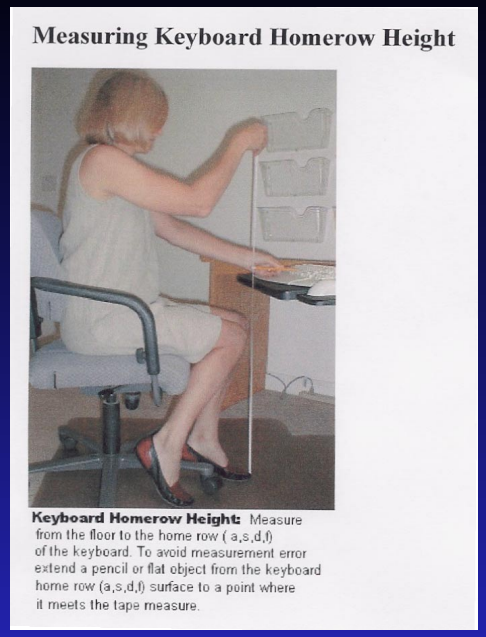 Measuring Keyboard Homerow Height
Keyboard Homerow Height: Measure
from the floor to the home row ( a,s,d,f)
of the keyboard. To avoid measurement error
extend a pencil or flat object from the keyboard
home row (a,s,d,f) surface to a point where
it meets the tape measure.